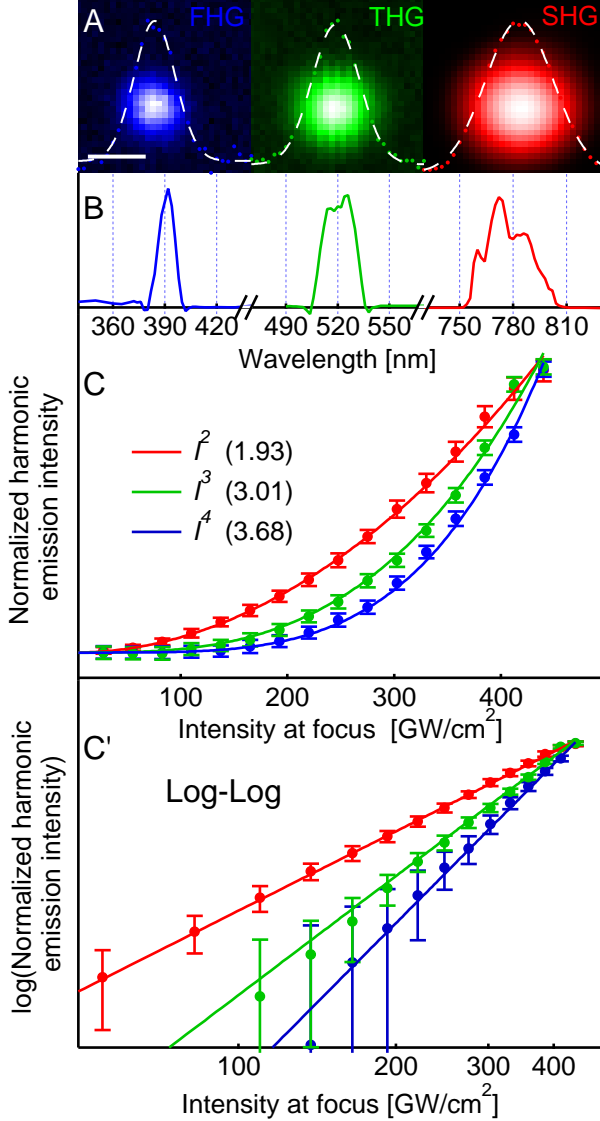 A FHG THG SHG
B
360 390 420 490 520 550 750 780 810
Wavelength [nm]
C
Normalized harmonic
emission intensity
I² (1.93)
I³ (3.01)
I⁴ (3.68)
100 200 300 400
Intensity at focus [GW/cm²]
C'
Log-Log
log(Normalized harmonic
emission intensity)
100 200 300 400
Intensity at focus [GW/cm²]